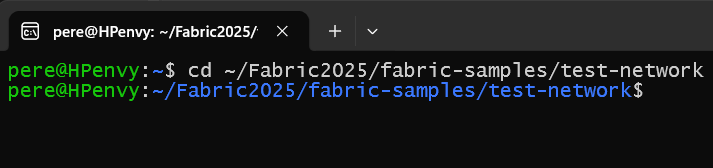 pere@HPenvy: ~/Fabric2025/
pere@HPenvy:~$ cd ~/Fabric2025/fabric-samples/test-network
pere@HPenvy:~/Fabric2025/fabric-samples/test-network$